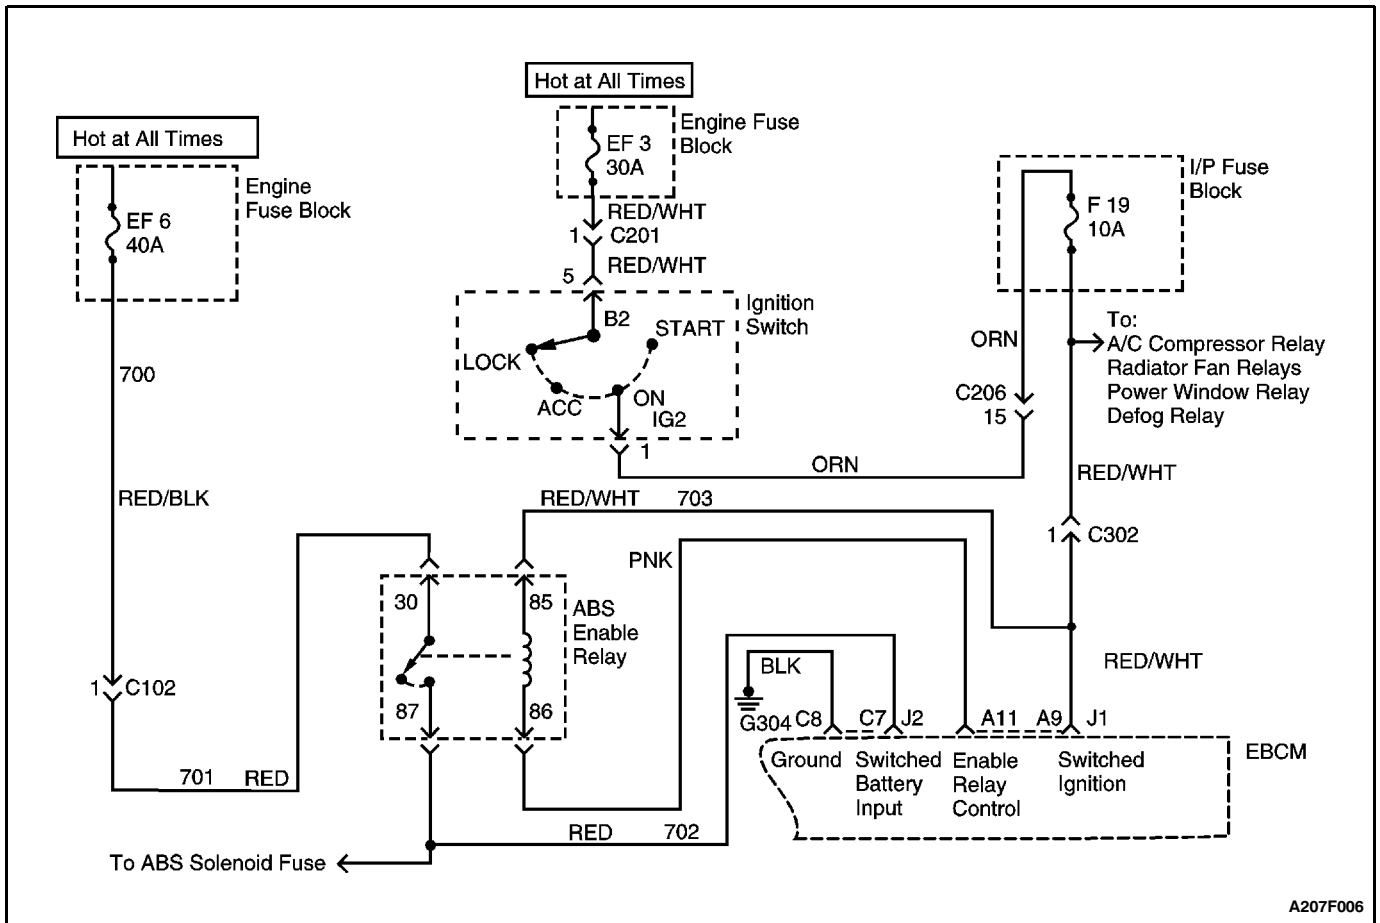 Hot at All Times
Hot at All Times
Engine Fuse
Block
EF 3
30A
Engine
Fuse Block
EF 6
40A
I/P Fuse
Block
F 19
10A
RED/WHT
1
C201
RED/WHT
5
Ignition
Switch
B2
START
LOCK
ACC
ON
IG2
1
ORN
ORN
C206
15
To:
A/C Compressor Relay
Radiator Fan Relays
Power Window Relay
Defog Relay
700
RED/BLK
RED/WHT
703
RED/WHT
1
C302
PNK
30
85
ABS
Enable
Relay
87
86
1
C102
RED/WHT
BLK
G304
C8
C7
J2
A11
A9
J1
EBCM
Ground
Switched
Battery
Input
Enable
Relay
Control
Switched
Ignition
701
RED
RED
702
To ABS Solenoid Fuse
A207F006